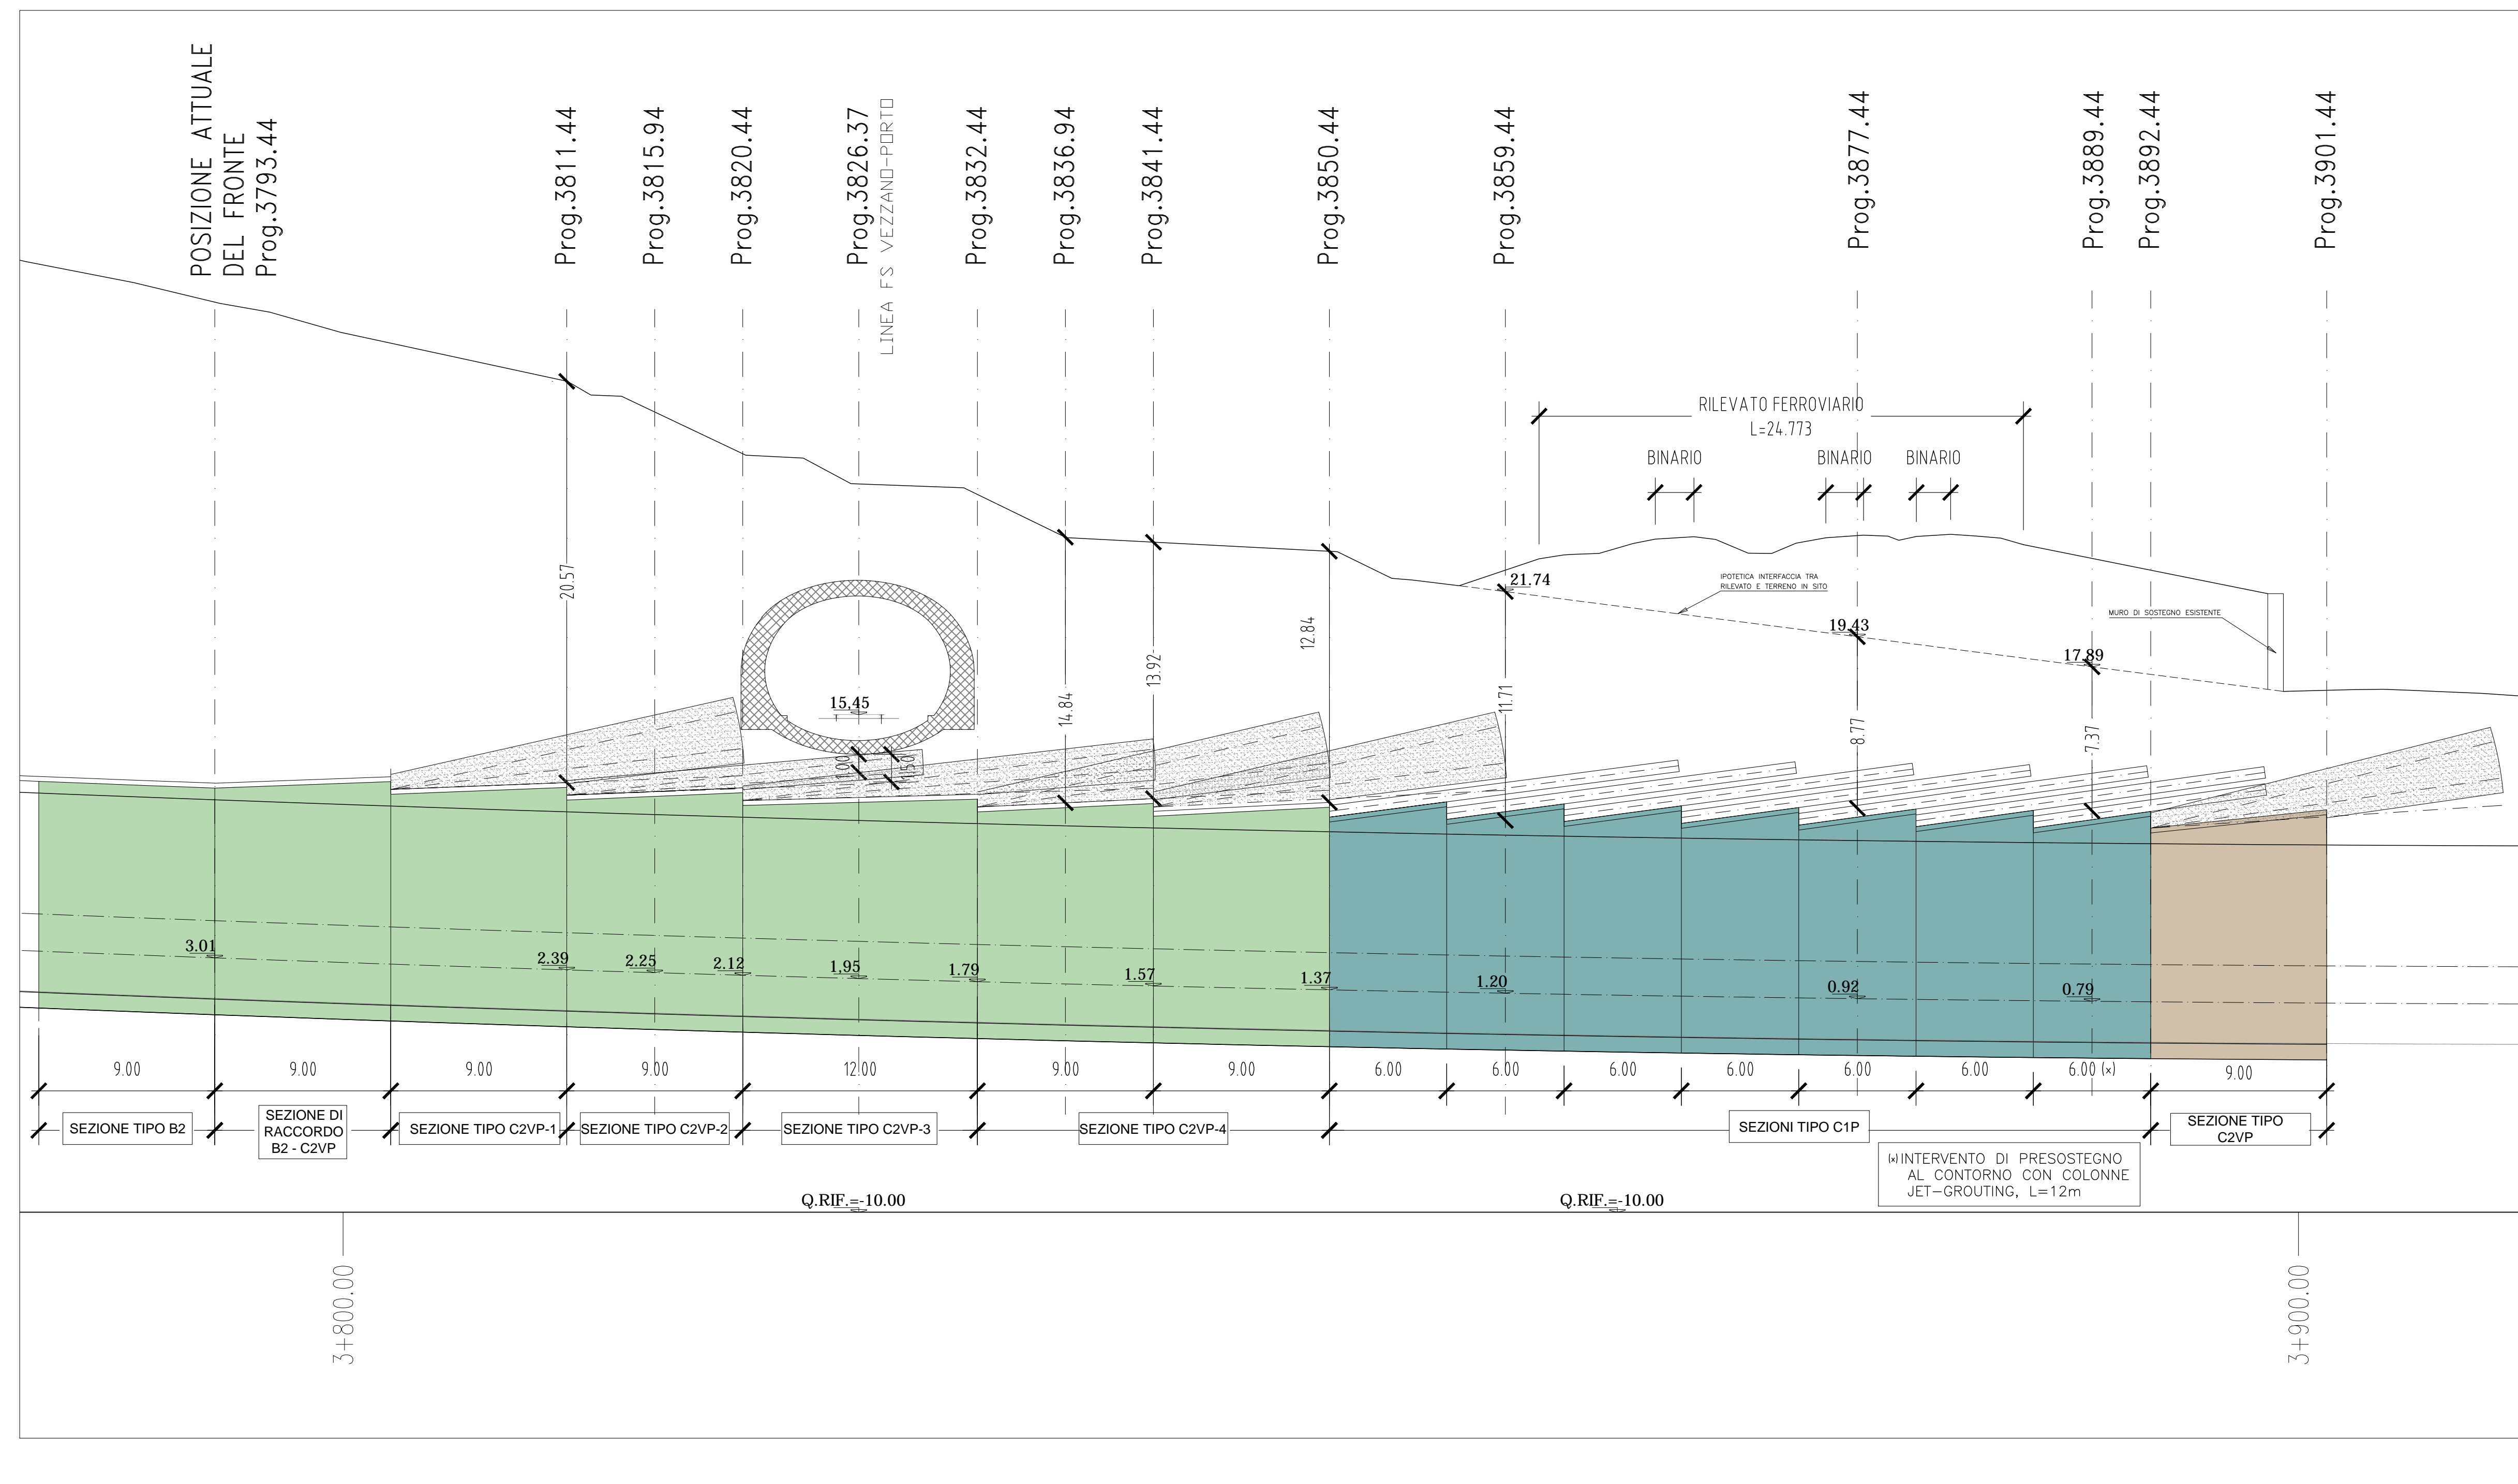 POSIZIONE ATTUALE
DEL FRONTE
Prog.3793.44
Prog.3811.44
Prog.3815.94
Prog.3820.44
Prog.3826.37
LINEA FS VEZZANO-PORTO
Prog.3832.44
Prog.3836.94
Prog.3841.44
Prog.3850.44
Prog.3859.44
Prog.3877.44
Prog.3889.44
Prog.3892.44
Prog.3901.44
RILEVATO FERROVIARIO
L=24.773
BINARIO
BINARIO
BINARIO
IPOTETICA INTERFACCIA TRA
RILEVATO E TERRENO IN SITO
MURO DI SOSTEGNO ESISTENTE
21.74
19.43
17.89
20.57
15,45
1.00
1.50
14.84
13.92
12.84
11.71
8.77
7.37
3.01
2.39
2.25
2.12
1,95
1.79
1.57
1.37
1.20
0.92
0.79
9.00
9.00
9.00
9.00
12.00
9.00
9.00
6.00
6.00
6.00
6.00
6.00
6.00
6.00 (x)
9.00
SEZIONE TIPO B2
SEZIONE DI
RACCORDO
B2 - C2VP
SEZIONE TIPO C2VP-1
SEZIONE TIPO C2VP-2
SEZIONE TIPO C2VP-3
SEZIONE TIPO C2VP-4
SEZIONI TIPO C1P
SEZIONE TIPO
C2VP
(x)INTERVENTO DI PRESOSTEGNO
AL CONTORNO CON COLONNE
JET-GROUTING, L=12m
Q.RIF.=-10.00
Q.RIF.=-10.00
3+800.00
3+900.00